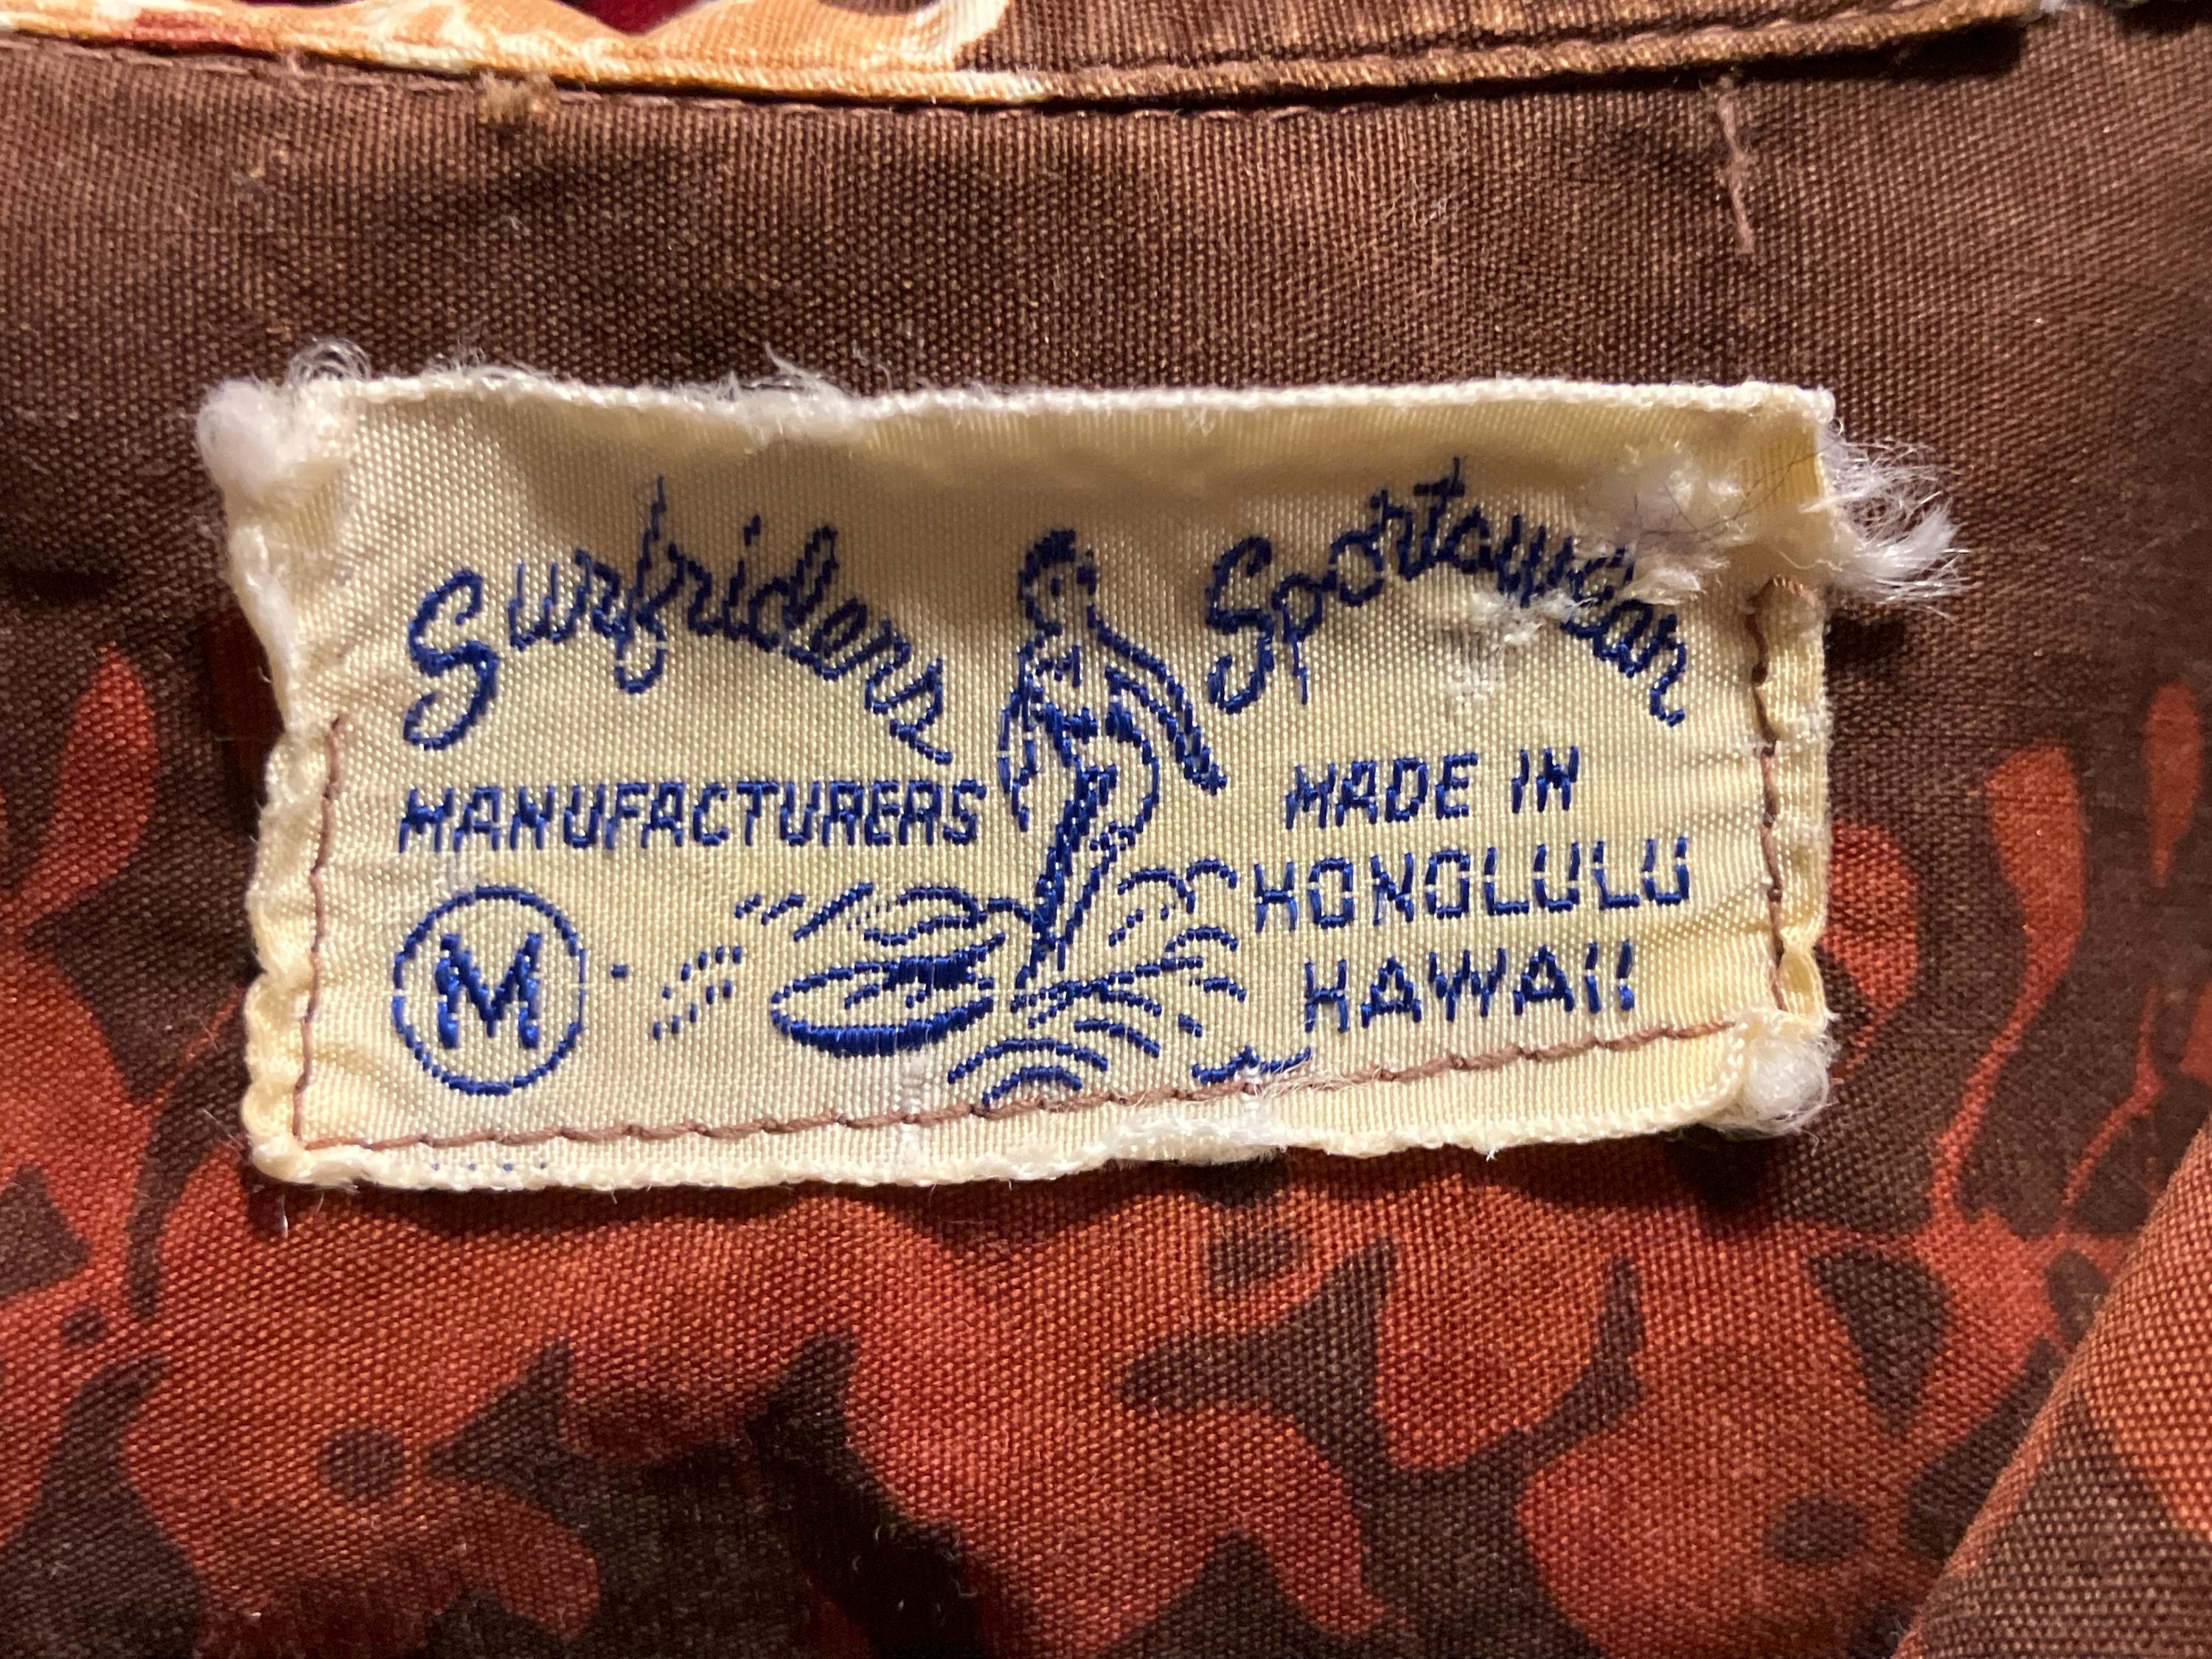 Surfriders Sportswear
MANUFACTURERS
MADE IN
HONOLULU
HAWAII
M